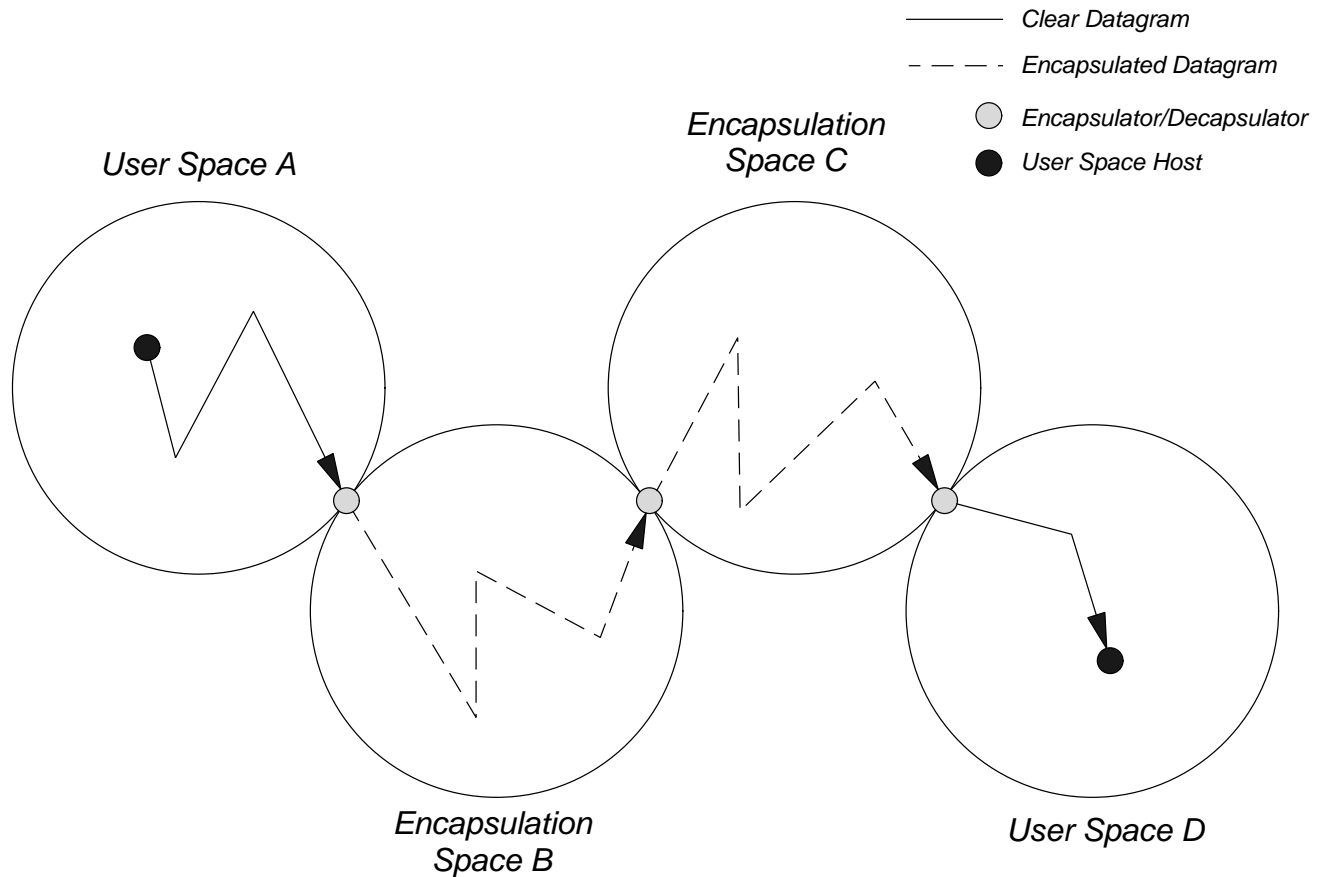 Clear Datagram
Encapsulated Datagram
Encapsulator/Decapsulator
User Space Host
User Space A
Encapsulation
Space C
Encapsulation
Space B
User Space D